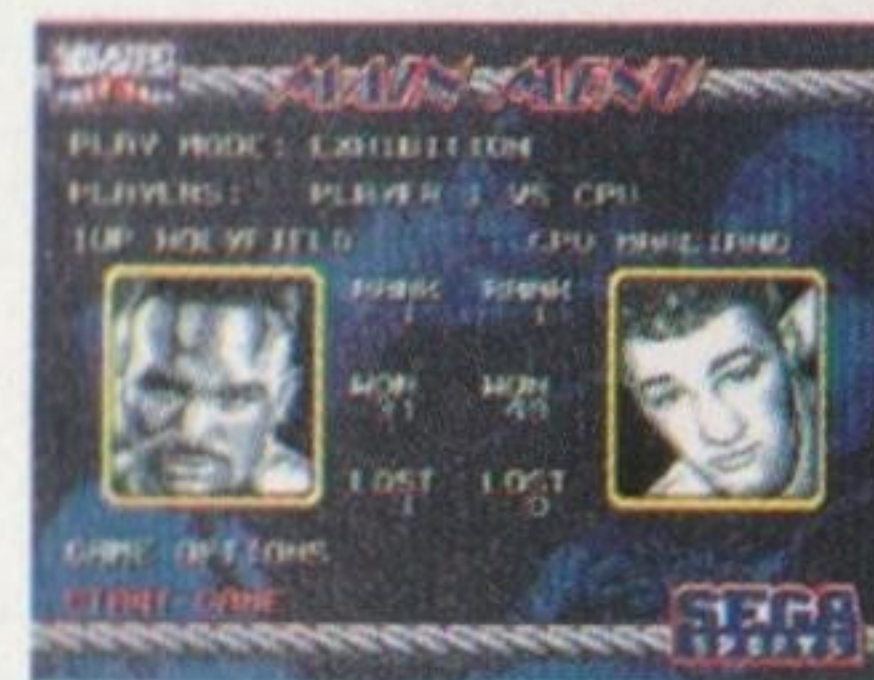 MAIN MENU
PLAY MODE: EXHIBITION
PLAYERS: PLAYER 1 VS CPU
1UP HOLYFIELD CPU MARCIANO
RANK RANK
1 1
WON WON
49
LOST LOST
1 0
GAME OPTIONS
START GAME
SEGA
SPORTS